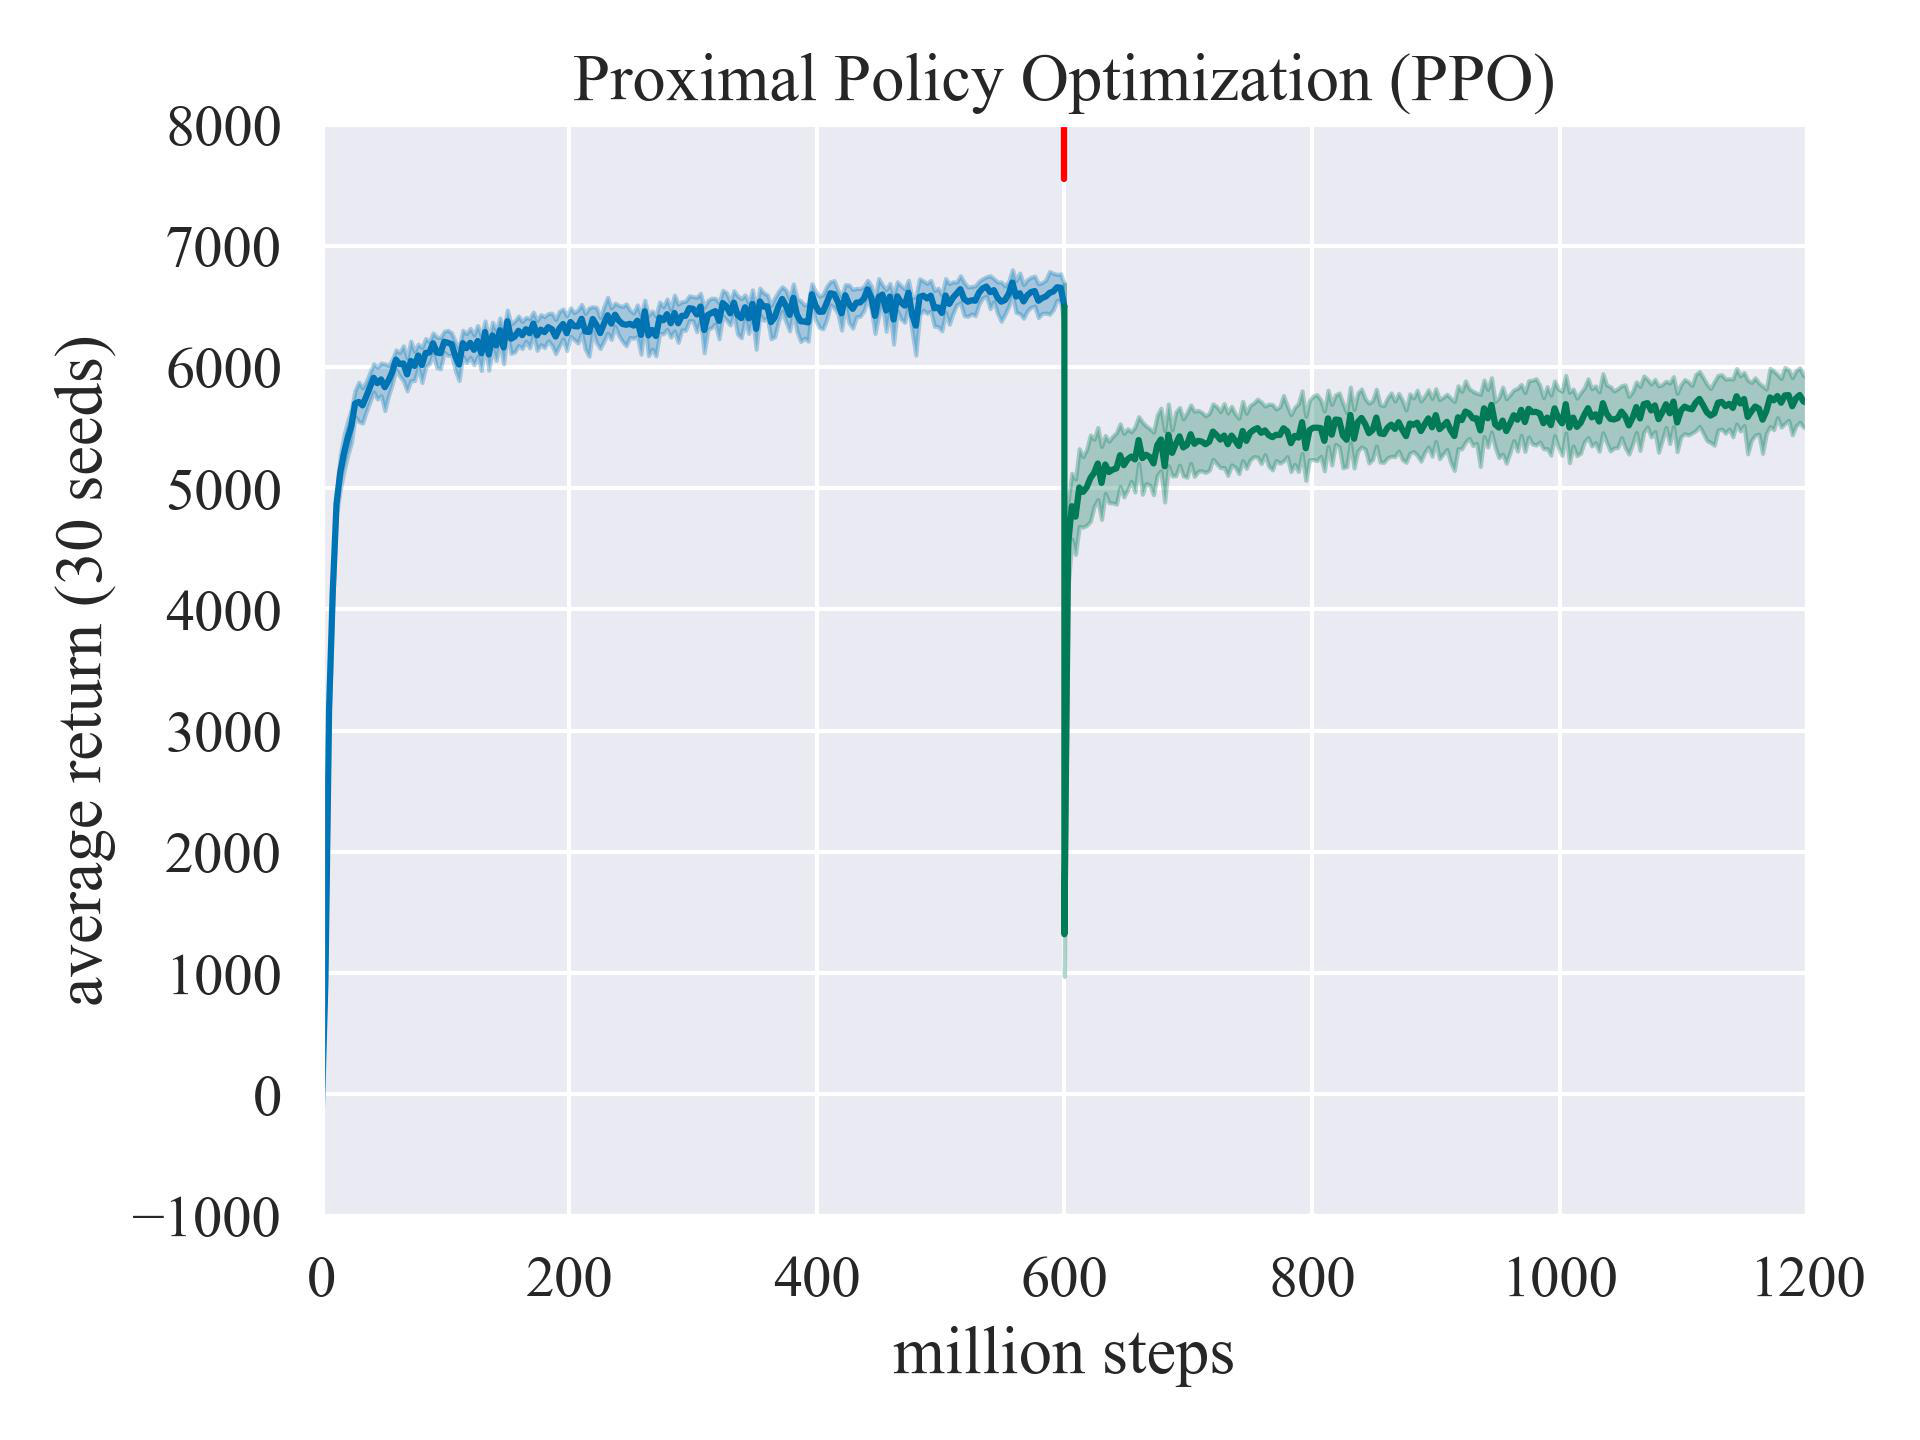 Proximal Policy Optimization (PPO)
8000
7000
6000
5000
4000
3000
2000
1000
0
−1000
average return (30 seeds)
0 200 400 600 800 1000 1200
million steps